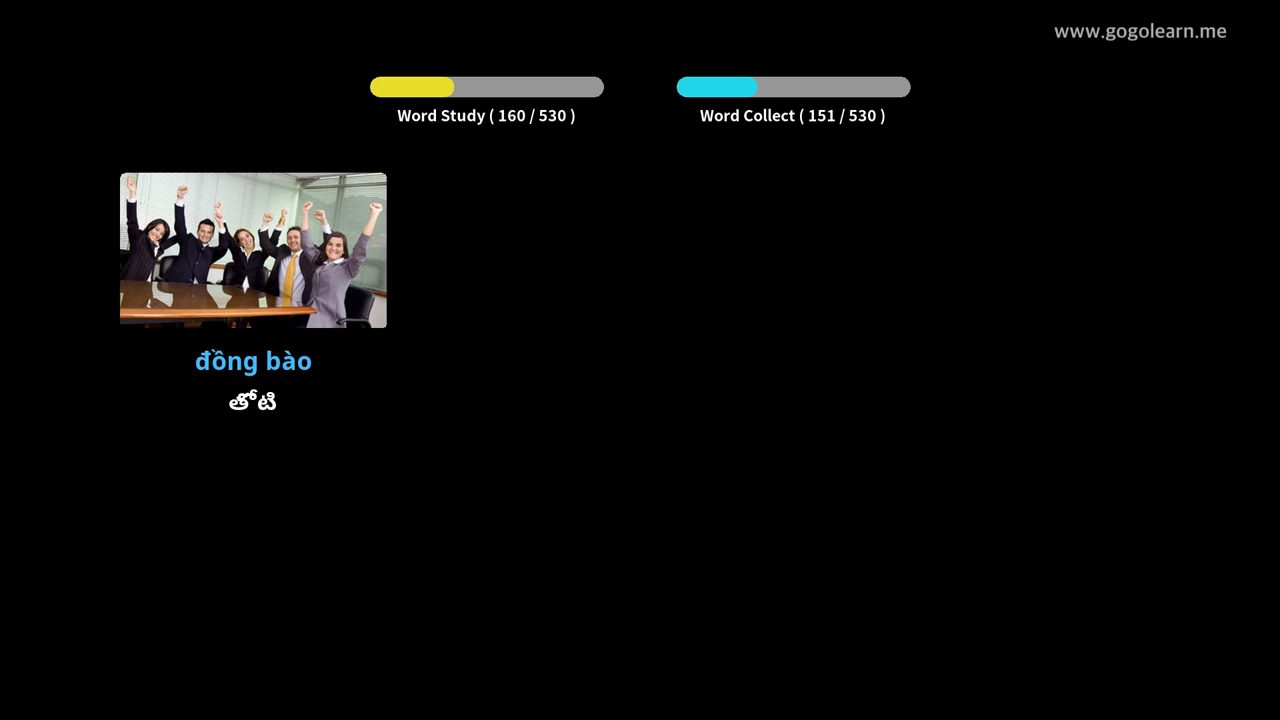 www.gogolearn.me
Word Study ( 160 / 530 )
Word Collect ( 151 / 530 )
đồng bào
తోటి